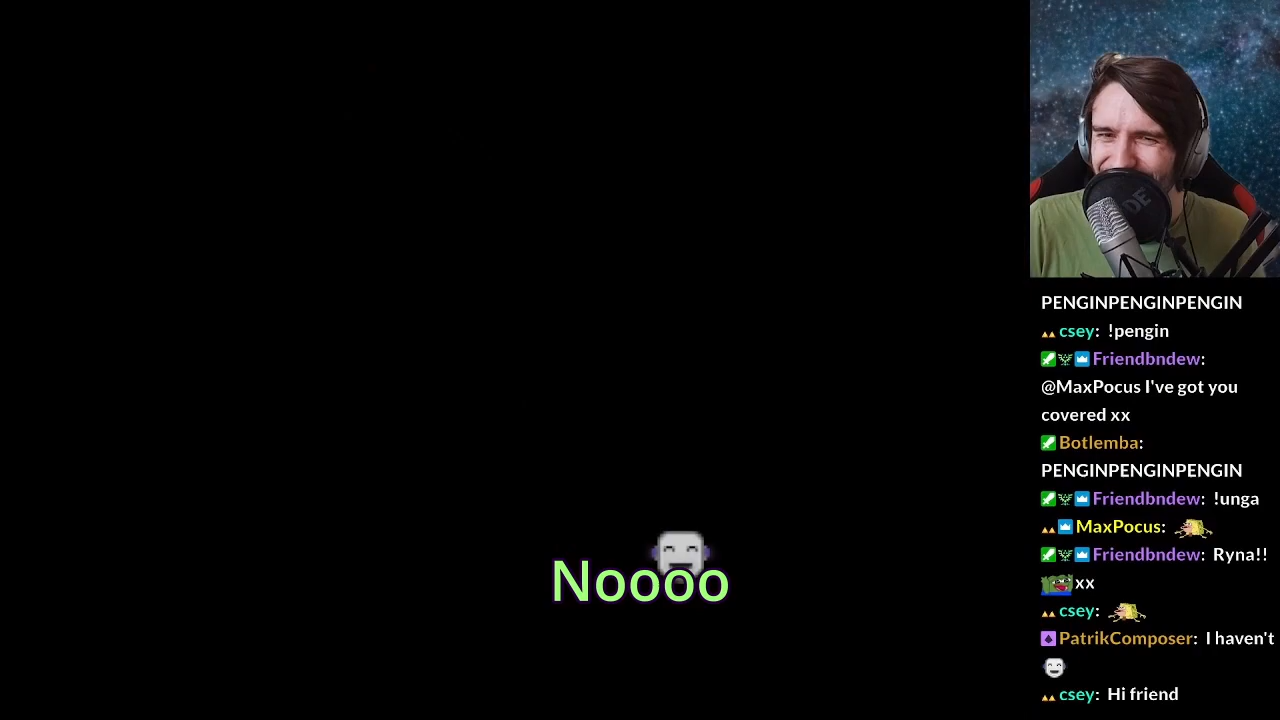 Noooo
PENGINPENGINPENGIN
csey: !pengin
Friendbndew:
@MaxPocus I've got you
covered xx
Botlemba:
PENGINPENGINPENGIN
Friendbndew: !unga
MaxPocus:
Friendbndew: Ryna!!
xx
csey:
PatrikComposer: I haven't
csey: Hi friend